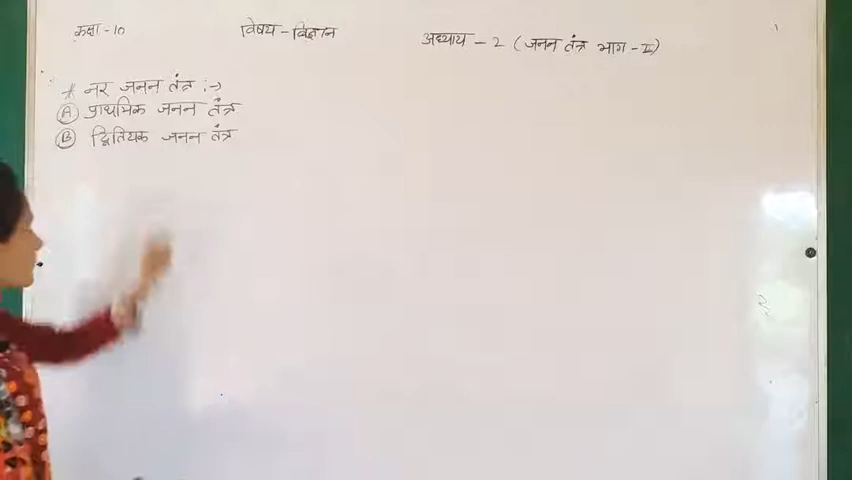 कक्षा - 10 विषय - विज्ञान अध्याय - 2 (जनन तंत्र भाग - II)
* नर जनन तंत्र :->
(A) प्राथमिक जनन तंत्र
(B) द्वितियक जनन तंत्र